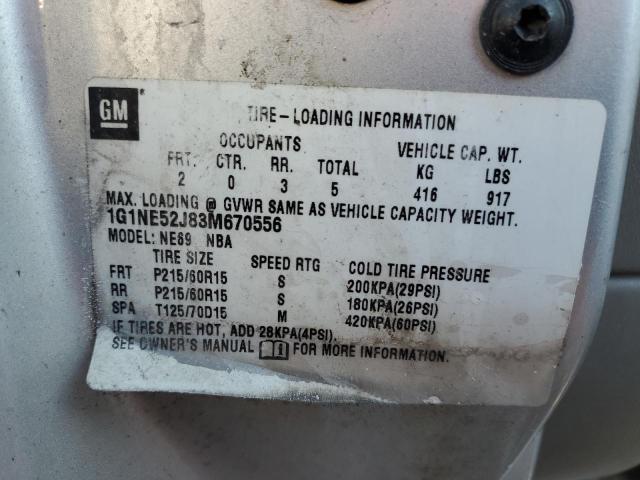 GM
TIRE-LOADING INFORMATION
OCCUPANTS VEHICLE CAP. WT.
FRT. CTR. RR. TOTAL KG LBS
2 0 3 5 416 917
MAX. LOADING @ GVWR SAME AS VEHICLE CAPACITY WEIGHT.
1G1NE52J83M670556
MODEL: NE69 NBA
TIRE SIZE SPEED RTG COLD TIRE PRESSURE
FRT P215/60R15 S 200KPA(29PSI)
RR P215/60R15 S 180KPA(26PSI)
SPA T125/70D15 M 420KPA(60PSI)
IF TIRES ARE HOT, ADD 28KPA(4PSI).
SEE OWNER'S MANUAL FOR MORE INFORMATION.